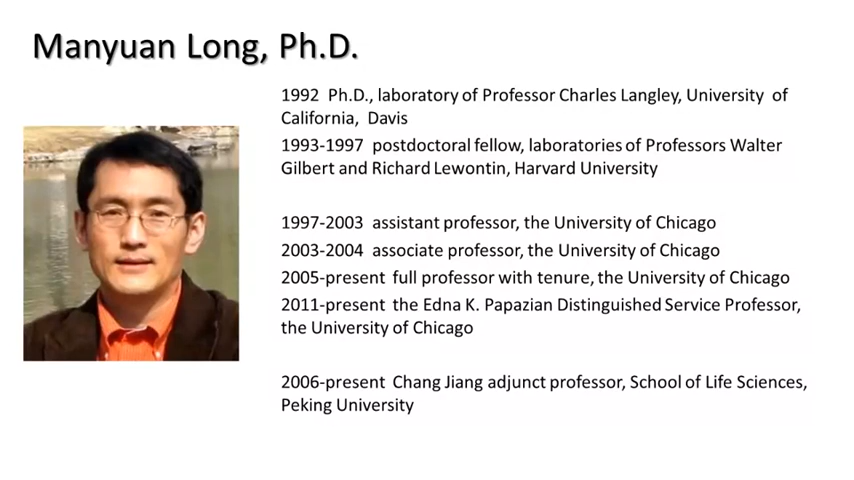 Manyuan Long, Ph.D.
1992 Ph.D., laboratory of Professor Charles Langley, University of
California, Davis
1993-1997 postdoctoral fellow, laboratories of Professors Walter
Gilbert and Richard Lewontin, Harvard University
1997-2003 assistant professor, the University of Chicago
2003-2004 associate professor, the University of Chicago
2005-present full professor with tenure, the University of Chicago
2011-present the Edna K. Papazian Distinguished Service Professor,
the University of Chicago
2006-present Chang Jiang adjunct professor, School of Life Sciences,
Peking University